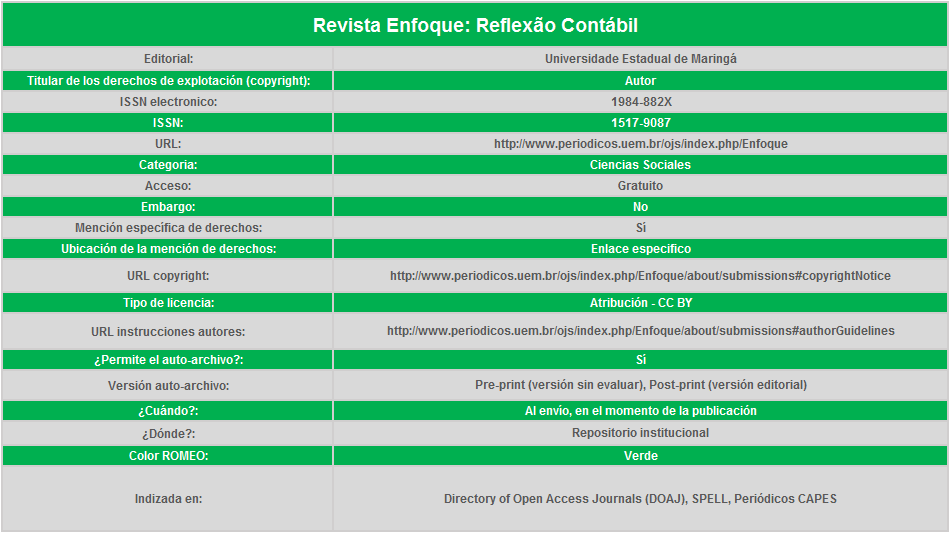 Revista Enfoque: Reflexão Contábil
Editorial: Universidade Estadual de Maringá
Titular de los derechos de explotación (copyright): Autor
ISSN electronico: 1984-882X
ISSN: 1517-9087
URL: http://www.periodicos.uem.br/ojs/index.php/Enfoque
Categoria: Ciencias Sociales
Acceso: Gratuito
Embargo: No
Mención específica de derechos: Sí
Ubicación de la mención de derechos: Enlace específico
URL copyright: http://www.periodicos.uem.br/ojs/index.php/Enfoque/about/submissions#copyrightNotice
Tipo de licencia: Atribución - CC BY
URL instrucciones autores: http://www.periodicos.uem.br/ojs/index.php/Enfoque/about/submissions#authorGuidelines
¿Permite el auto-archivo?: Sí
Versión auto-archivo: Pre-print (versión sin evaluar), Post-print (versión editorial)
¿Cuándo?: Al envío, en el momento de la publicación
¿Dónde?: Repositorio institucional
Color ROMEO: Verde
Indizada en: Directory of Open Access Journals (DOAJ), SPELL, Periódicos CAPES